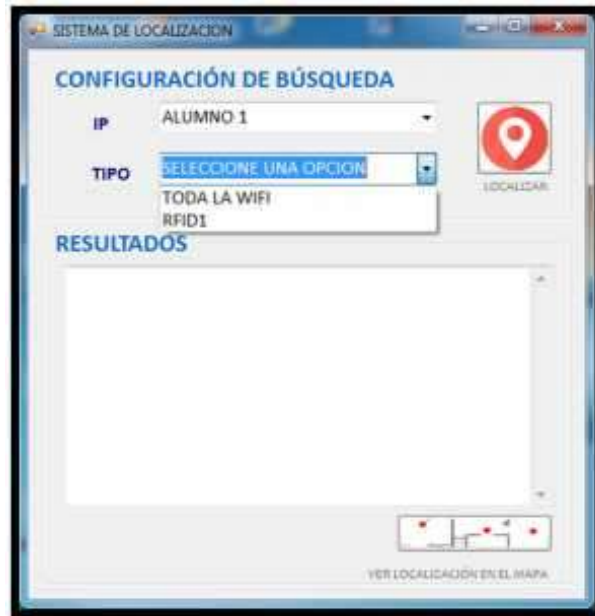 SISTEMA DE LOCALIZACION
CONFIGURACIÓN DE BÚSQUEDA
IP ALUMNO 1
TIPO SELECCIONE UNA OPCION
LOCALIZAR
TODA LA WIFI
RFID1
RESULTADOS
VER LOCALIZACIÓN EN EL MAPA